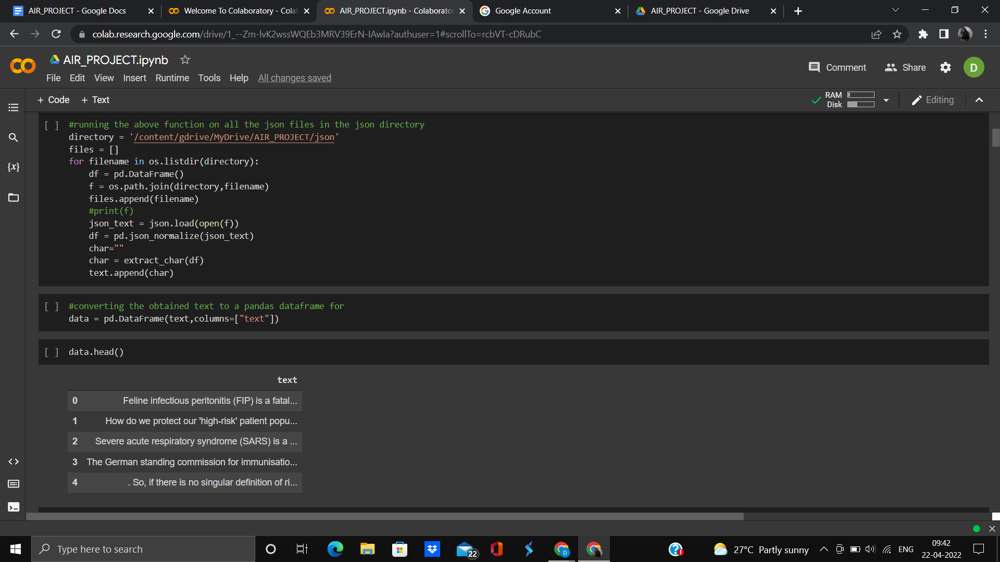 AIR_PROJECT - Google Docs
Welcome To Colaboratory - Colab
AIR_PROJECT.ipynb - Colaborator
Google Account
AIR_PROJECT - Google Drive
colab.research.google.com/drive/1_--Zm-lvK2wssWQEb3MRV39ErN-IAwIa?authuser=1#scrollTo=rcbVT-cDRubC
AIR_PROJECT.ipynb
Comment
Share
D
File Edit View Insert Runtime Tools Help All changes saved
+ Code + Text
RAM
Disk
Editing
[ ] #running the above function on all the json files in the json directory
directory = '/content/gdrive/MyDrive/AIR_PROJECT/json'
files = []
for filename in os.listdir(directory):
df = pd.DataFrame()
f = os.path.join(directory,filename)
files.append(filename)
#print(f)
json_text = json.load(open(f))
df = pd.json_normalize(json_text)
char=""
char = extract_char(df)
text.append(char)
[ ] #converting the obtained text to a pandas dataframe for
data = pd.DataFrame(text,columns=["text"])
[ ] data.head()
text
0 Feline infectious peritonitis (FIP) is a fatal...
1 How do we protect our 'high-risk' patient popu...
2 Severe acute respiratory syndrome (SARS) is a ...
3 The German standing commission for immunisatio...
4 . So, if there is no singular definition of ri...
Type here to search
22
D
27°C Partly sunny
ENG
09:42
22-04-2022